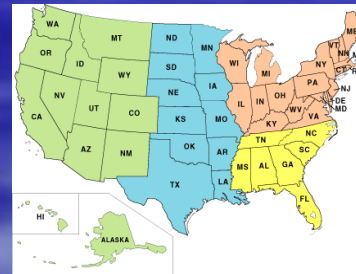 WA
OR
CA
NV
ID
MT
WY
UT
CO
AZ
NM
ND
SD
NE
KS
OK
TX
MN
IA
MO
AR
LA
WI
MI
IL
IN
OH
KY
WV
VA
PA
NY
VT
NH
ME
CT
NJ
DE
MD
TN
NC
SC
MS
AL
GA
FL
HI
ALASKA